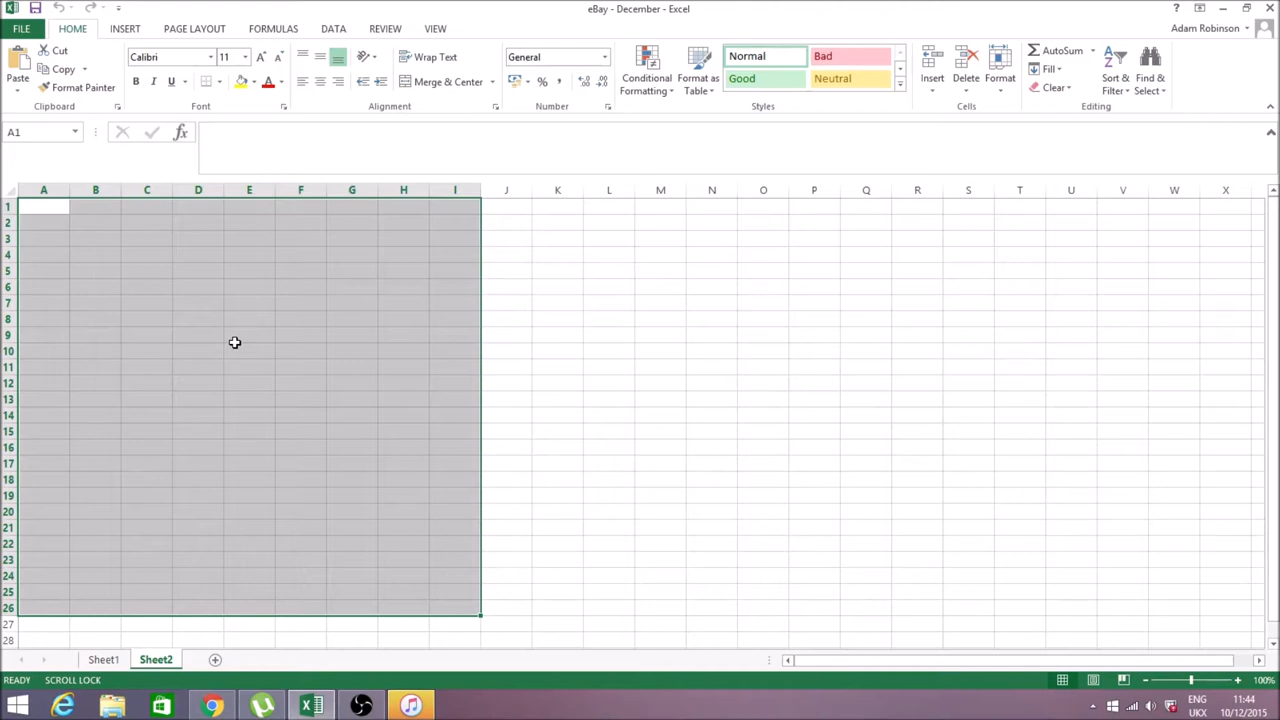 eBay - December - Excel
FILE HOME INSERT PAGE LAYOUT FORMULAS DATA REVIEW VIEW Adam Robinson
Paste
Cut
Copy
Format Painter
Clipboard
Calibri 11
B I U
Font
Wrap Text
Merge & Center
Alignment
General
%
Number
Conditional Formatting
Format as Table
Normal Bad
Good Neutral
Styles
Insert Delete Format
Cells
AutoSum
Fill
Clear
Sort & Filter
Find & Select
Editing
A1 fx
A B C D E F G H I J K L M N O P Q R S T U V W X
1
2
3
4
5
6
7
8
9
10
11
12
13
14
15
16
17
18
19
20
21
22
23
24
25
26
27
28
Sheet1 Sheet2
READY SCROLL LOCK 100%
ENG 11:44
UKX 10/12/2015